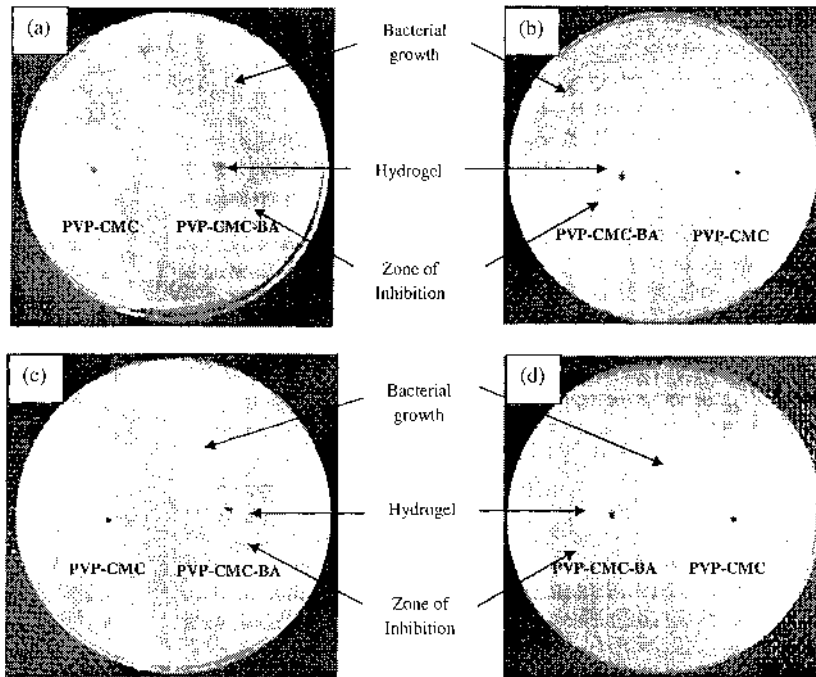 (a)
Bacterial
growth
(b)
Hydrogel
PVP-CMC PVP-CMC-BA
PVP-CMC-BA PVP-CMC
Zone of
Inhibition
(c)
Bacterial
growth
(d)
Hydrogel
PVP-CMC PVP-CMC-BA
PVP-CMC-BA PVP-CMC
Zone of
Inhibition